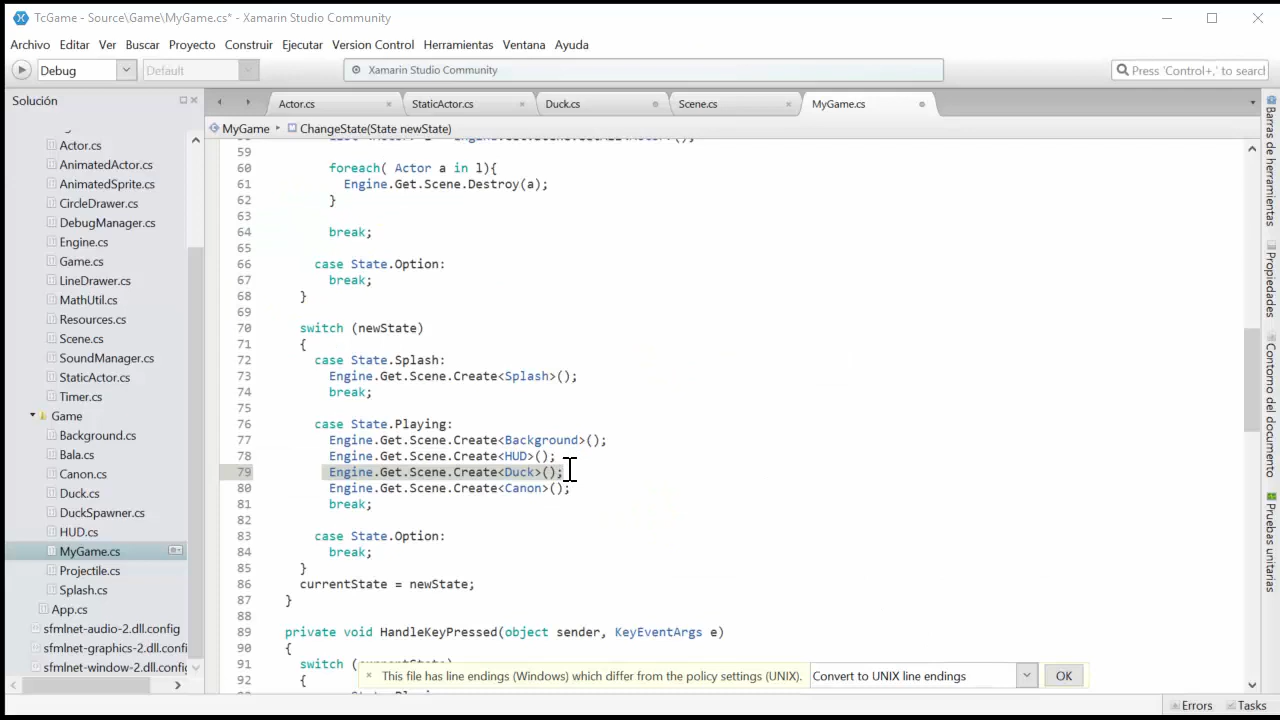 TcGame - Source\Game\MyGame.cs* - Xamarin Studio Community
Archivo Editar Ver Buscar Proyecto Construir Ejecutar Version Control Herramientas Ventana Ayuda
Debug Default Xamarin Studio Community Press 'Control+,' to search
Solución
Actor.cs StaticActor.cs Duck.cs Scene.cs MyGame.cs
MyGame ChangeState(State newState)
Actor.cs
AnimatedActor.cs
AnimatedSprite.cs
CircleDrawer.cs
DebugManager.cs
Engine.cs
Game.cs
LineDrawer.cs
MathUtil.cs
Resources.cs
Scene.cs
SoundManager.cs
StaticActor.cs
Timer.cs
Game
Background.cs
Bala.cs
Canon.cs
Duck.cs
DuckSpawner.cs
HUD.cs
MyGame.cs
Projectile.cs
Splash.cs
App.cs
sfmlnet-audio-2.dll.config
sfmlnet-graphics-2.dll.config
sfmlnet-window-2.dll.config
59
60 foreach( Actor a in l){
61 Engine.Get.Scene.Destroy(a);
62 }
63
64 break;
65
66 case State.Option:
67 break;
68 }
69
70 switch (newState)
71 {
72 case State.Splash:
73 Engine.Get.Scene.Create<Splash>();
74 break;
75
76 case State.Playing:
77 Engine.Get.Scene.Create<Background>();
78 Engine.Get.Scene.Create<HUD>();
79 Engine.Get.Scene.Create<Duck>();
80 Engine.Get.Scene.Create<Canon>();
81 break;
82
83 case State.Option:
84 break;
85 }
86 currentState = newState;
87 }
88
89 private void HandleKeyPressed(object sender, KeyEventArgs e)
90 {
91 switch (currentState)
92 {
This file has line endings (Windows) which differ from the policy settings (UNIX). Convert to UNIX line endings OK
Barras de herramientas
Propiedades
Contorno del documento
Pruebas unitarias
Errors Tasks